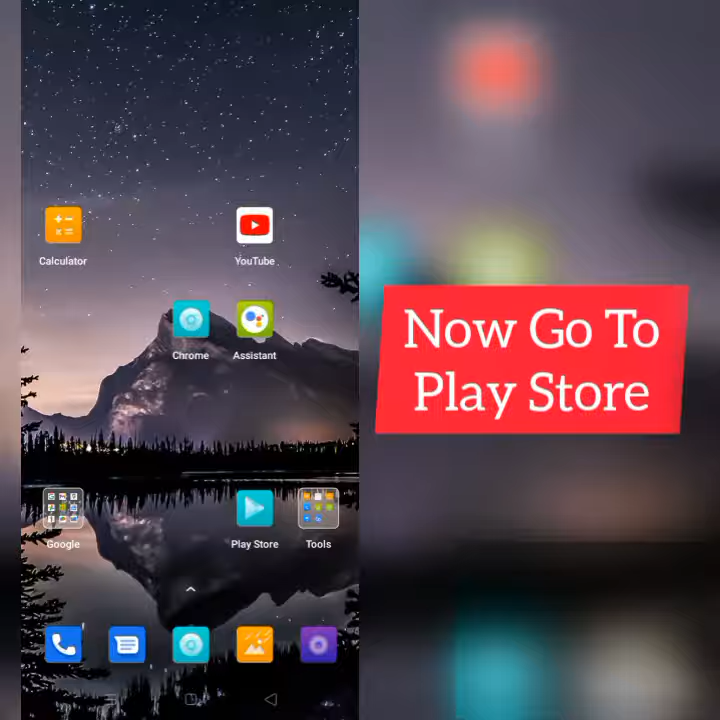 Calculator
YouTube
Chrome
Assistant
Google
Play Store
Tools
Now Go To
Play Store